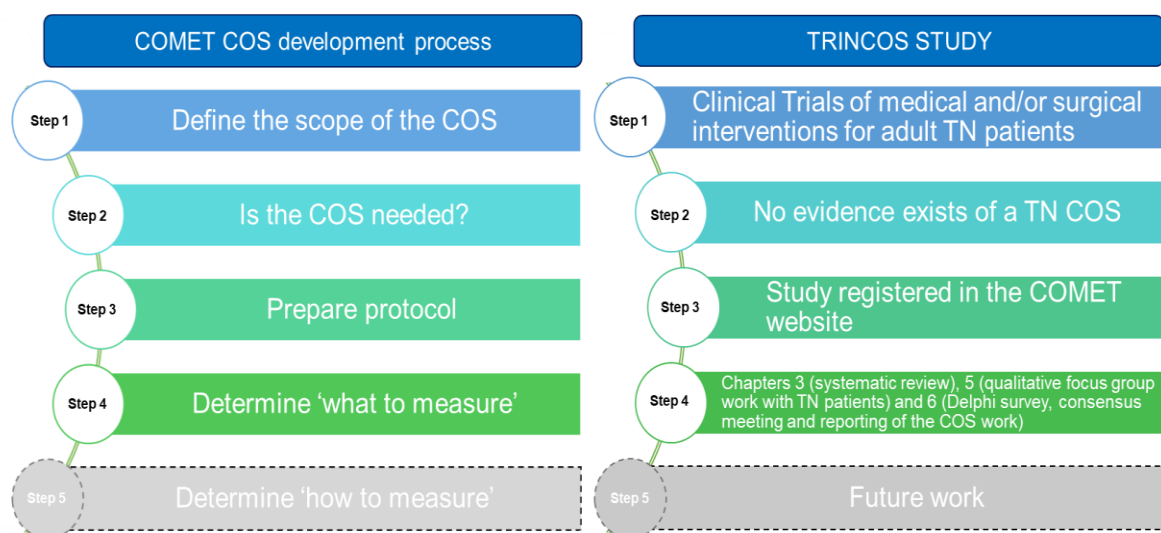 COMET COS development process
Step 1
Define the scope of the COS
Step 2
Is the COS needed?
Step 3
Prepare protocol
Step 4
Determine ‘what to measure’
Step 5
Determine ‘how to measure’
TRINCOS STUDY
Step 1
Clinical Trials of medical and/or surgical
interventions for adult TN patients
Step 2
No evidence exists of a TN COS
Step 3
Study registered in the COMET
website
Step 4
Chapters 3 (systematic review), 5 (qualitative focus group
work with TN patients) and 6 (Delphi survey, consensus
meeting and reporting of the COS work)
Step 5
Future work